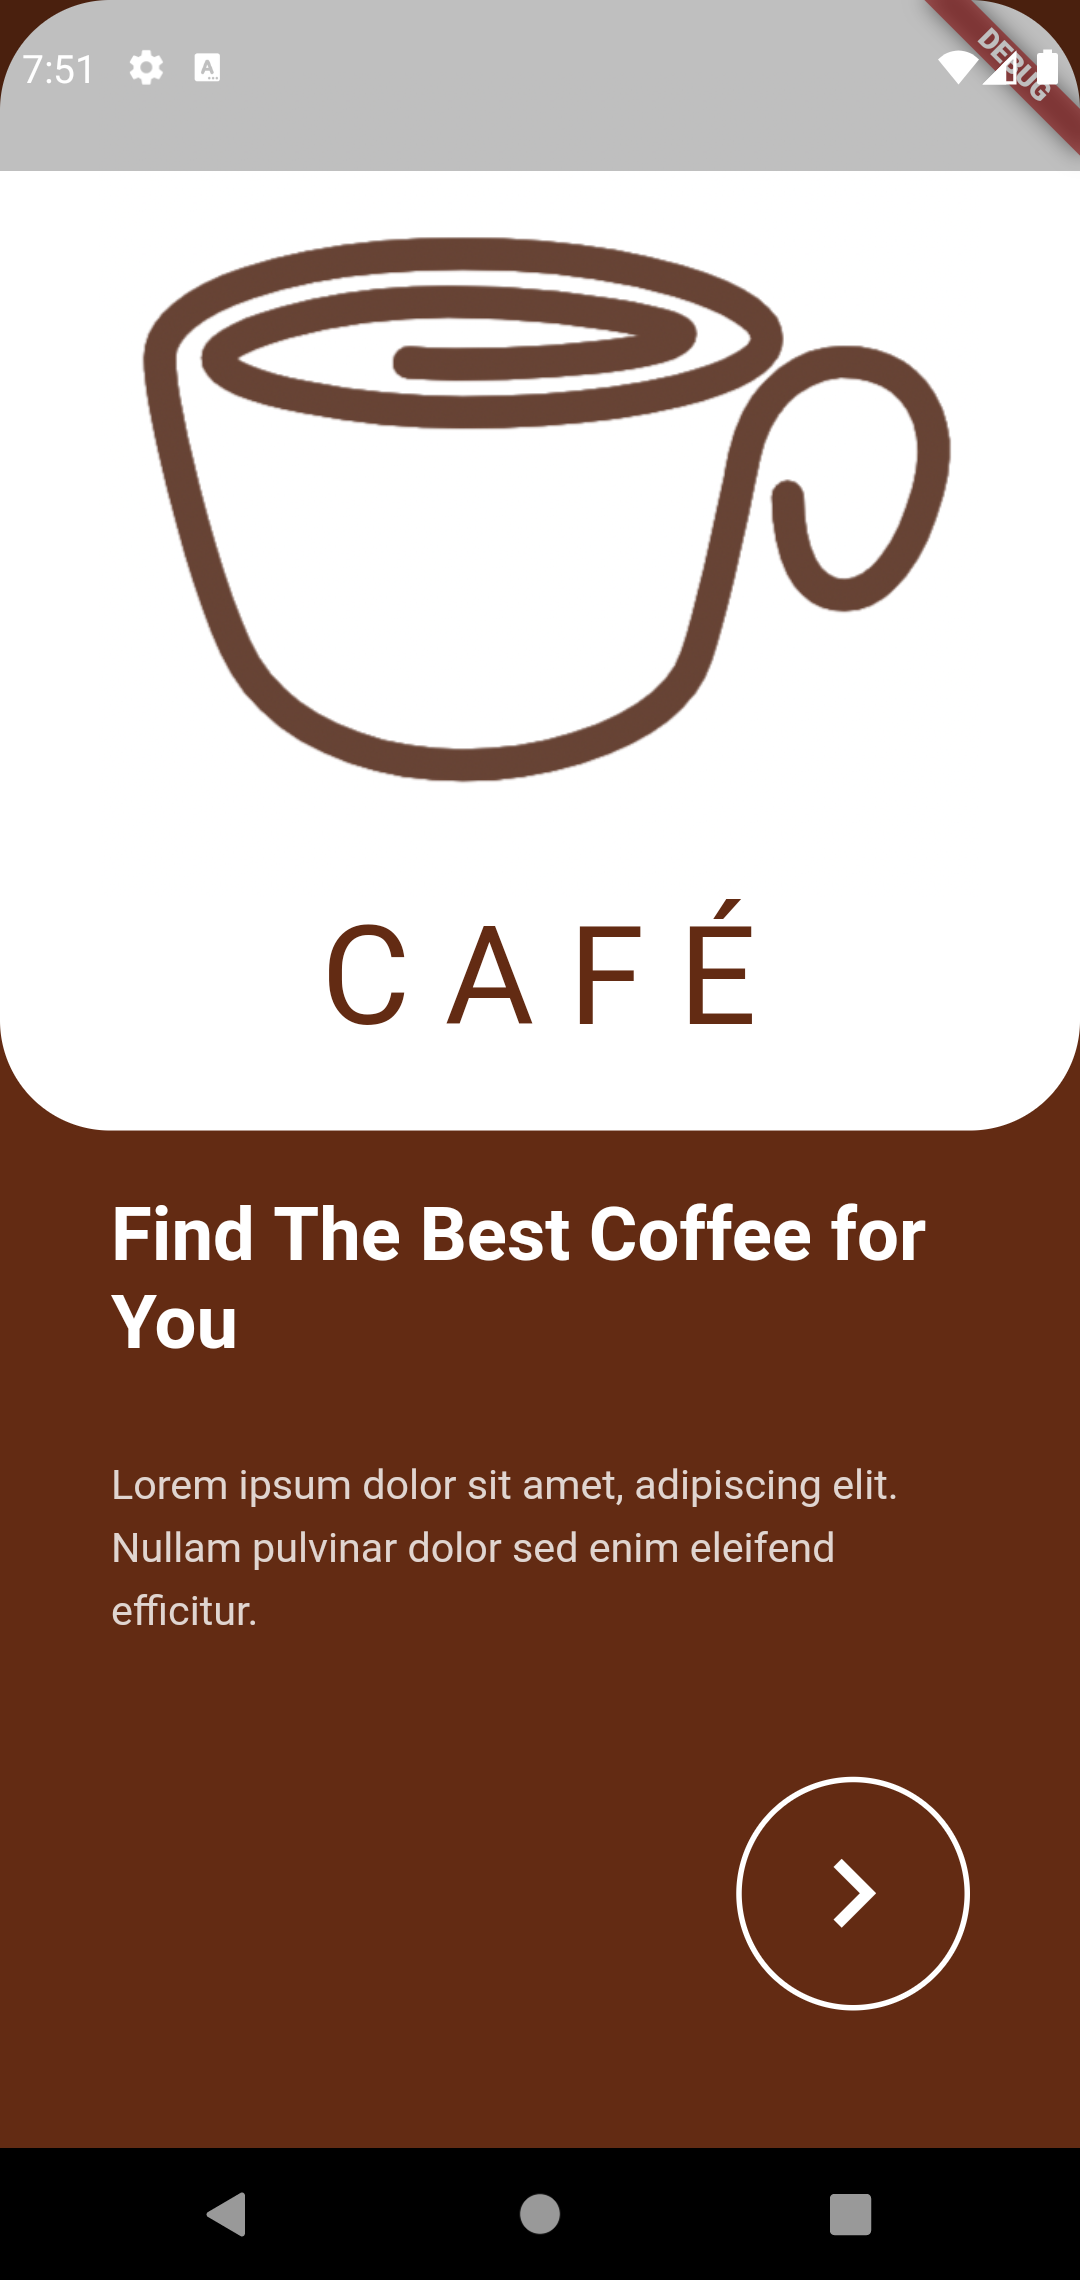 7:51
DEBUG
CAFÉ
Find The Best Coffee for
You
Lorem ipsum dolor sit amet, adipiscing elit.
Nullam pulvinar dolor sed enim eleifend
efficitur.